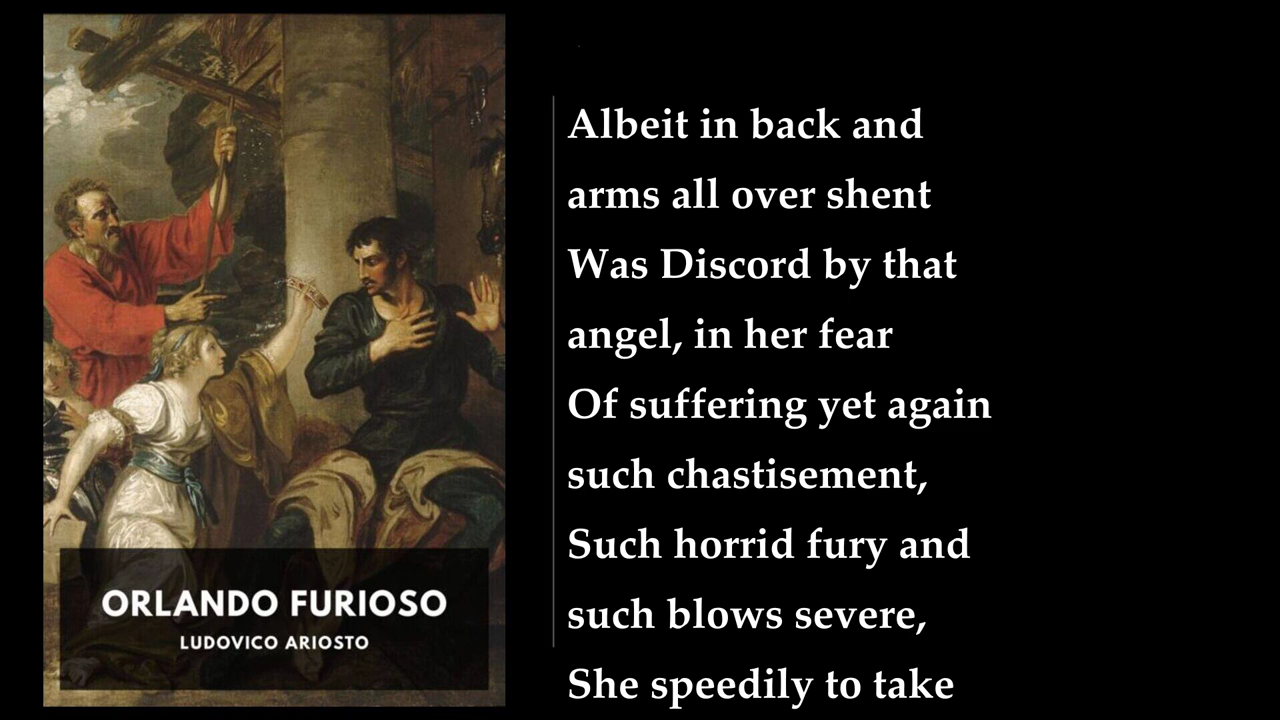 ORLANDO FURIOSO
LUDOVICO ARIOSTO
Albeit in back and
arms all over shent
Was Discord by that
angel, in her fear
Of suffering yet again
such chastisement,
Such horrid fury and
such blows severe,
She speedily to take